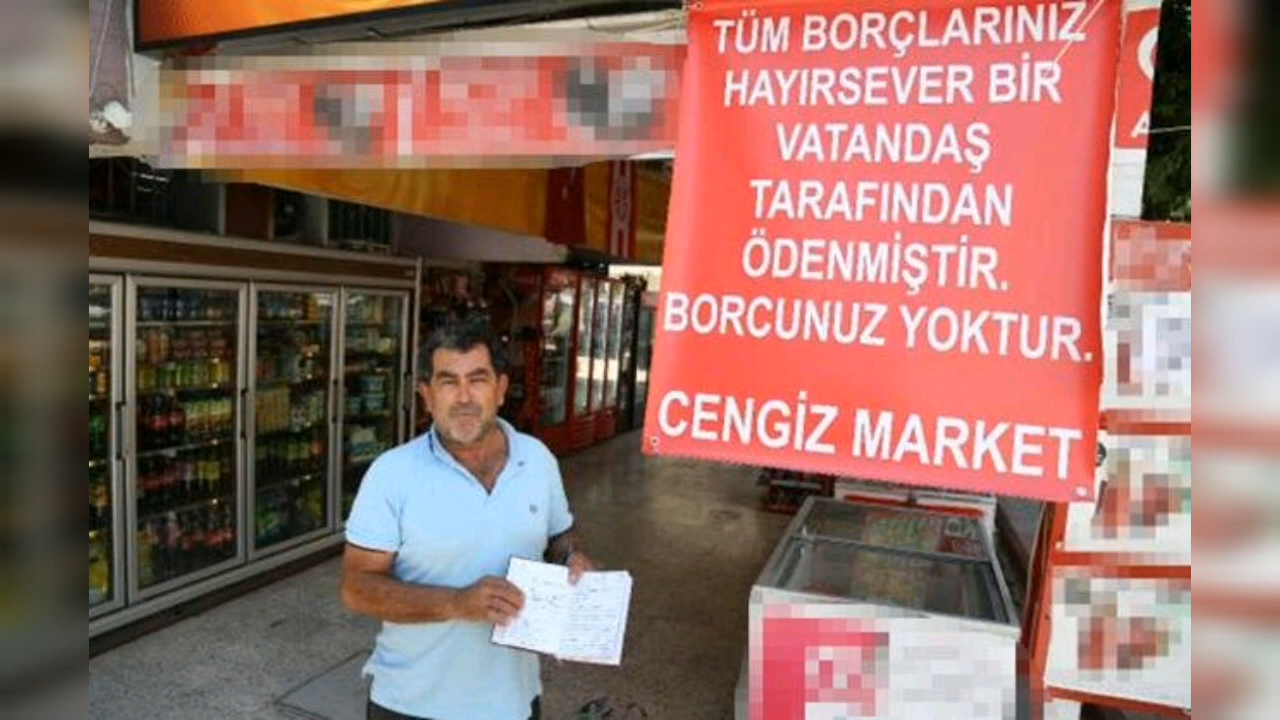 TÜM BORÇLARINIZ
HAYIRSEVER BİR
VATANDAŞ
TARAFINDAN
ÖDENMİŞTİR.
BORCUNUZ YOKTUR.
CENGİZ MARKET